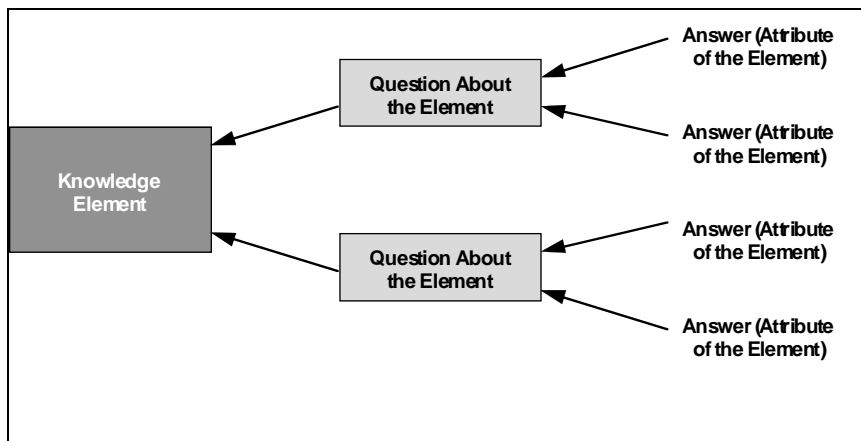 Knowledge
Element
Question About
the Element
Answer (Attribute
of the Element)
Answer (Attribute
of the Element)
Question About
the Element
Answer (Attribute
of the Element)
Answer (Attribute
of the Element)